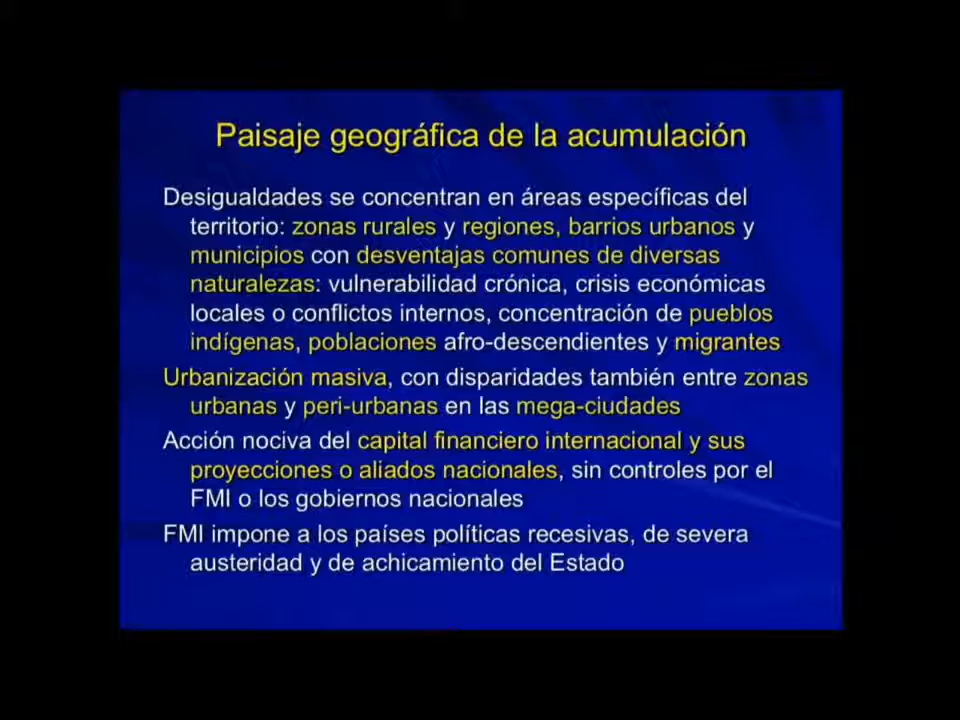 Paisaje geográfica de la acumulación
Desigualdades se concentran en áreas específicas del
territorio: zonas rurales y regiones, barrios urbanos y
municipios con desventajas comunes de diversas
naturalezas: vulnerabilidad crónica, crisis económicas
locales o conflictos internos, concentración de pueblos
indígenas, poblaciones afro-descendientes y migrantes
Urbanización masiva, con disparidades también entre zonas
urbanas y peri-urbanas en las mega-ciudades
Acción nociva del capital financiero internacional y sus
proyecciones o aliados nacionales, sin controles por el
FMI o los gobiernos nacionales
FMI impone a los países políticas recesivas, de severa
austeridad y de achicamiento del Estado